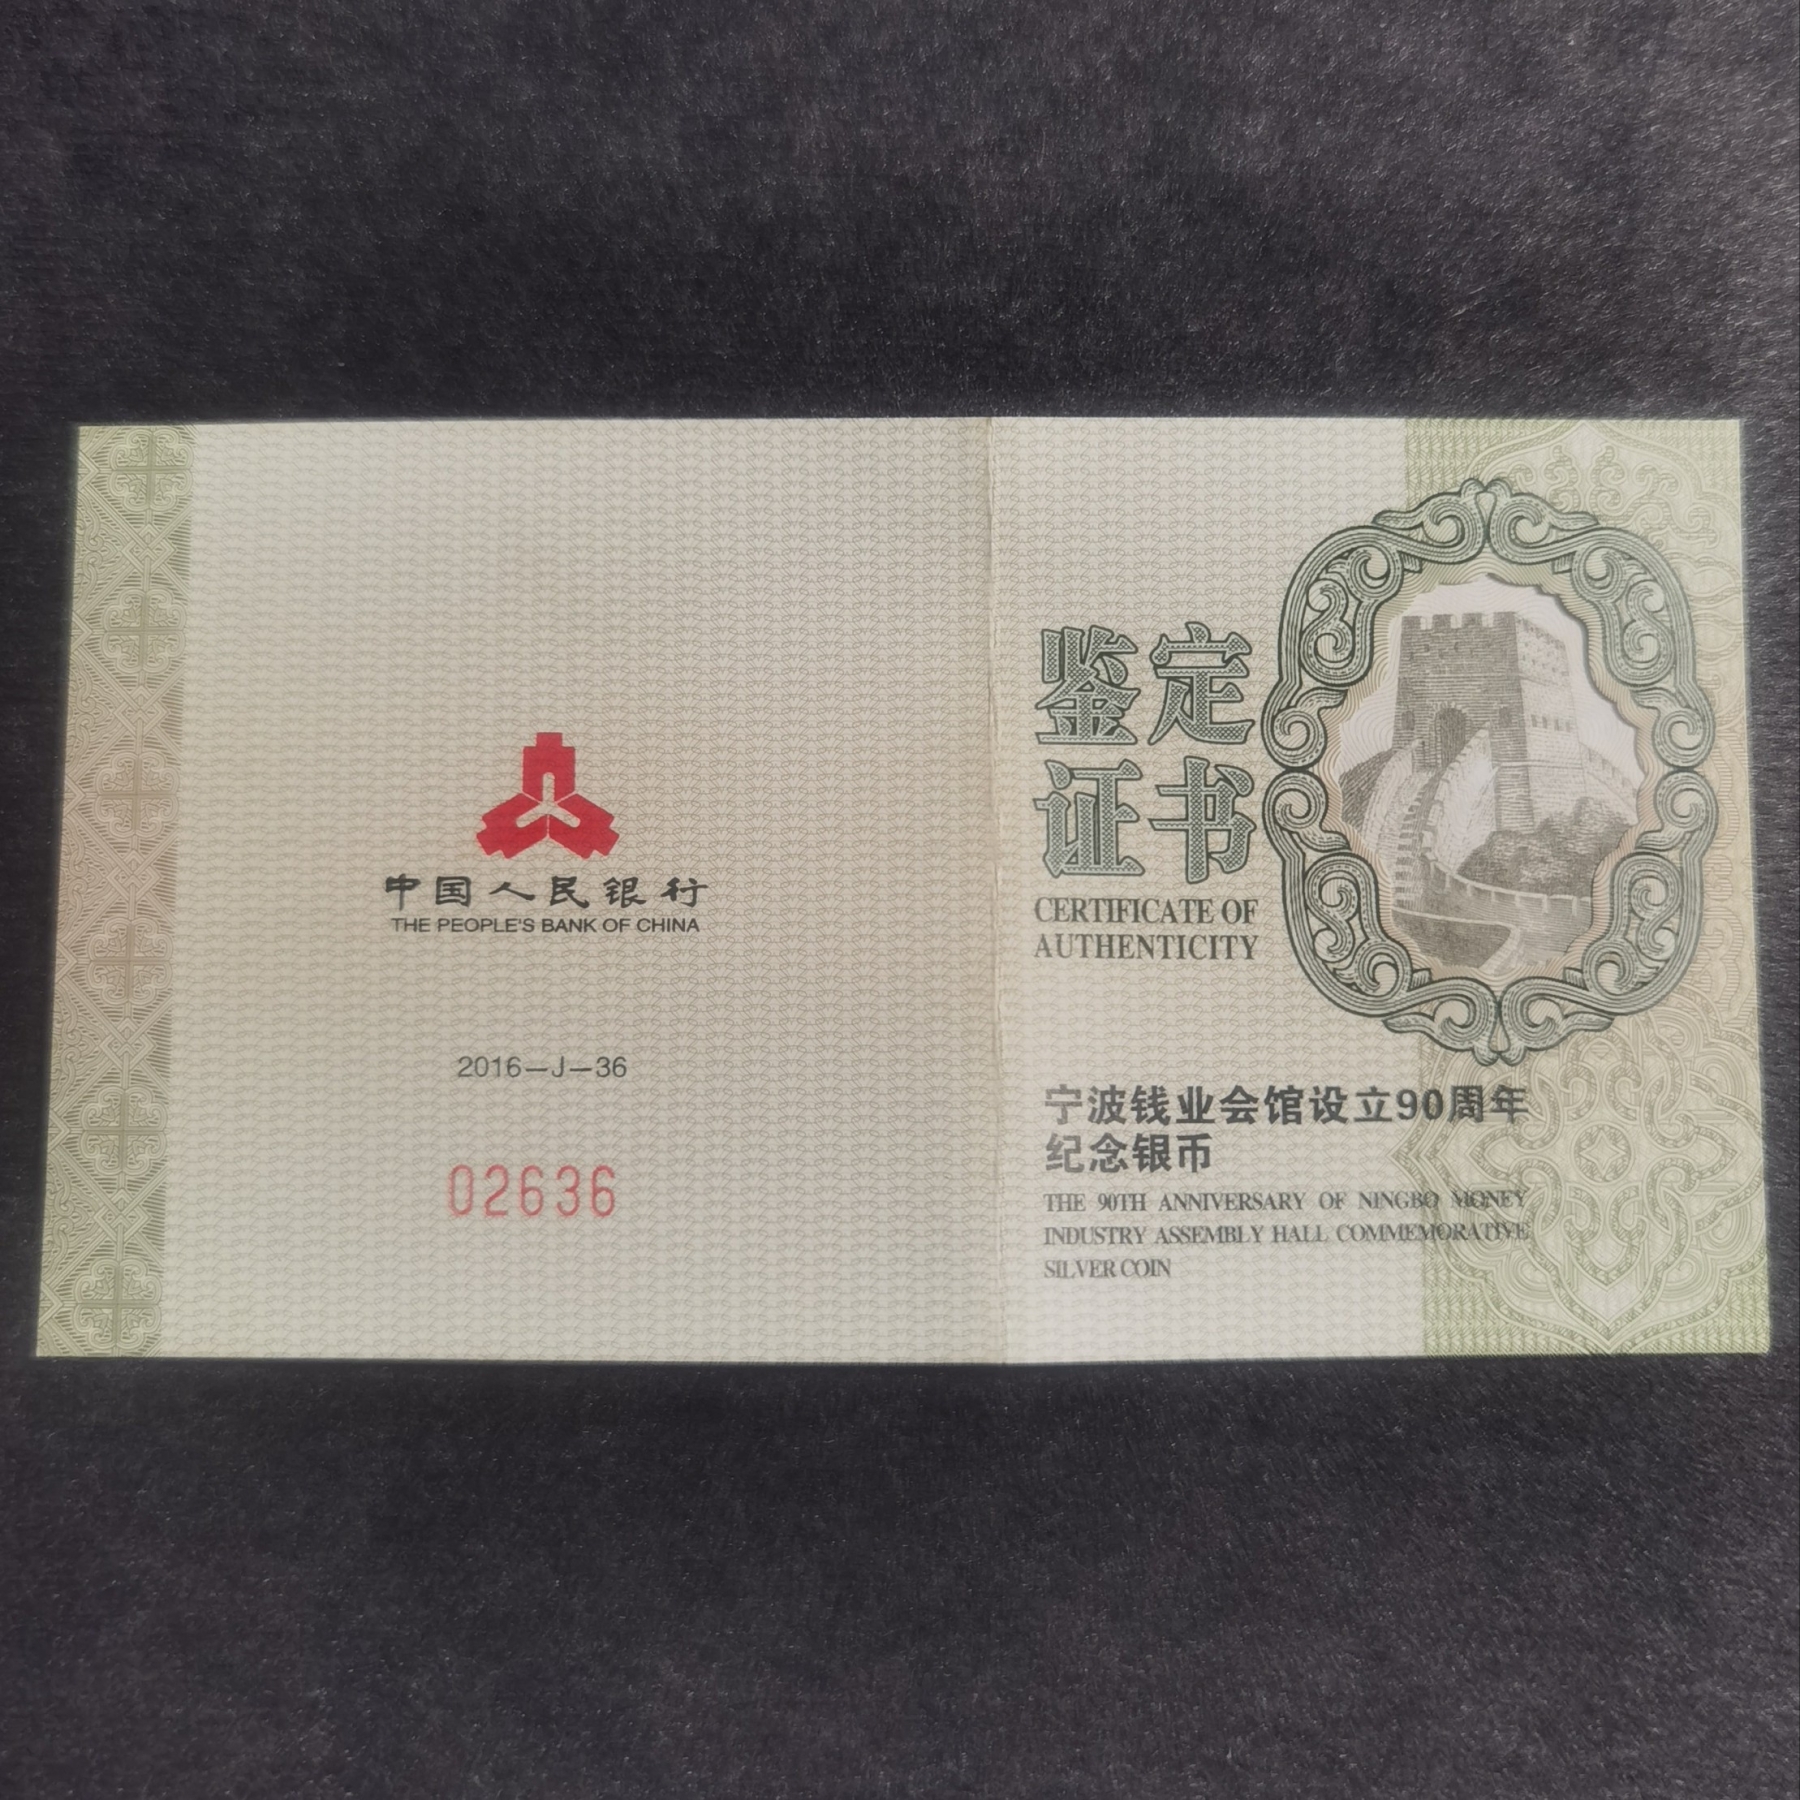 中国人民银行
THE PEOPLE'S BANK OF CHINA
2016—J—36
02636
鉴定
证书
CERTIFICATE OF
AUTHENTICITY
宁波钱业会馆设立90周年
纪念银币
THE 90TH ANNIVERSARY OF NINGBO MONEY
INDUSTRY ASSEMBLY HALL COMMEMORATIVE
SILVER COIN